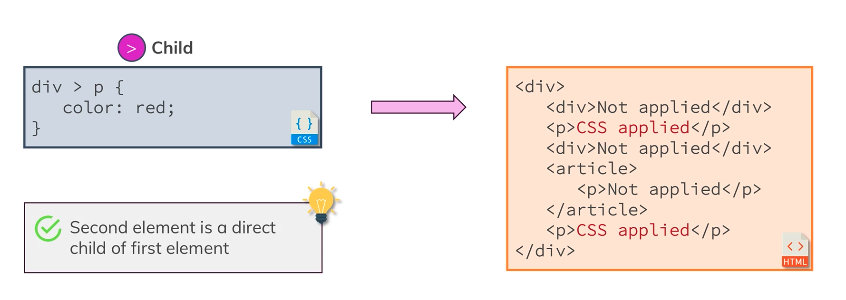 > Child
div > p {
   color: red;
}
{ }
CSS
Second element is a direct
child of first element
<div>
   <div>Not applied</div>
   <p>CSS applied</p>
   <div>Not applied</div>
   <article>
      <p>Not applied</p>
   </article>
   <p>CSS applied</p>
</div>
< >
HTML